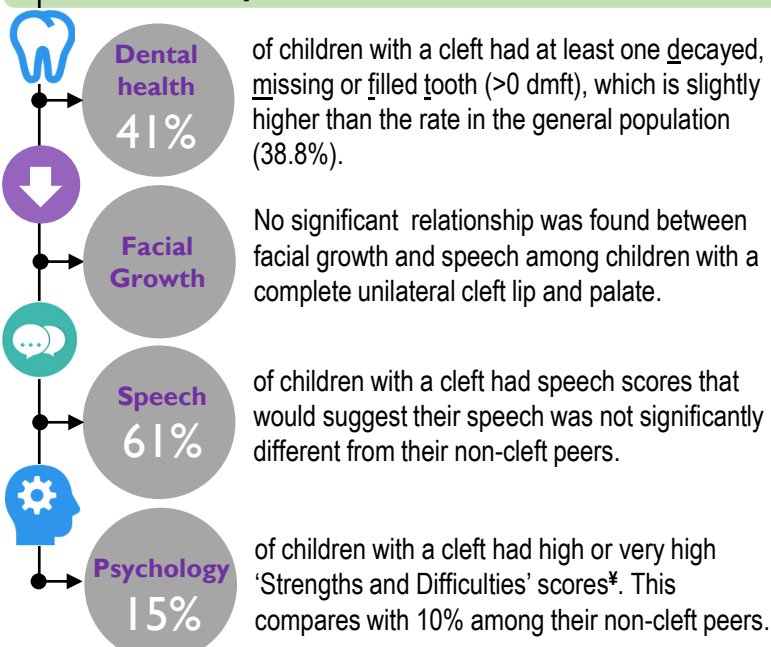 Dental
health
41%
of children with a cleft had at least one decayed,
missing or filled tooth (>0 dmft), which is slightly
higher than the rate in the general population
(38.8%).
Facial
Growth
No significant relationship was found between
facial growth and speech among children with a
complete unilateral cleft lip and palate.
Speech
61%
of children with a cleft had speech scores that
would suggest their speech was not significantly
different from their non-cleft peers.
Psychology
15%
of children with a cleft had high or very high
‘Strengths and Difficulties’ scores¥. This
compares with 10% among their non-cleft peers.